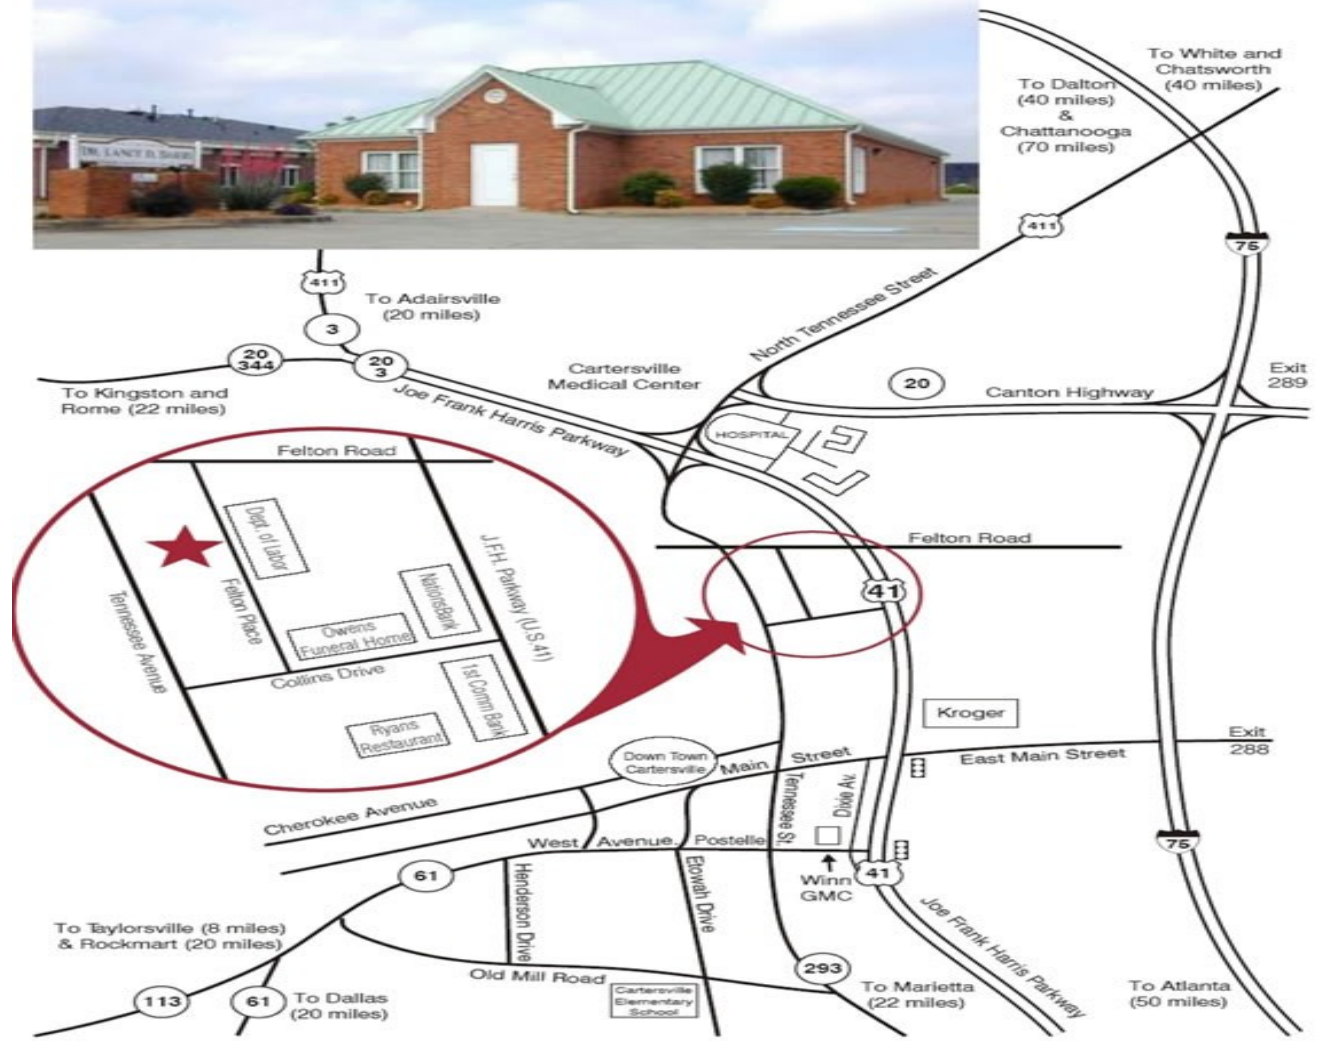 DR. LANCE D.
To White and
Chatsworth
(40 miles)
To Dalton
(40 miles)
&
Chattanooga
(70 miles)
411
75
411
To Adairsville
(20 miles)
3
20
344
20
3
To Kingston and
Rome (22 miles)
Joe Frank Harris Parkway
North Tennessee Street
Cartersville
Medical Center
HOSPITAL
20
Canton Highway
Exit
289
Felton Road
Dept. of Labor
Felton Place
Tennessee Avenue
J.F.H. Parkway (U.S.41)
NationsBank
Owens
Funeral Home
Collins Drive
1st Comm Bank
Ryans
Restaurant
Felton Road
41
Kroger
Exit
288
East Main Street
Down Town
Cartersville
Main Street
Cherokee Avenue
Tennessee St.
Dixie Av.
West Avenue
Postelle
Winn
GMC
41
75
61
Henderson Drive
Etowah Drive
Joe Frank Harris Parkway
To Taylorsville (8 miles)
& Rockmart (20 miles)
Old Mill Road
293
113
61
To Dallas
(20 miles)
Cartersville
Elementary
School
To Marietta
(22 miles)
To Atlanta
(50 miles)